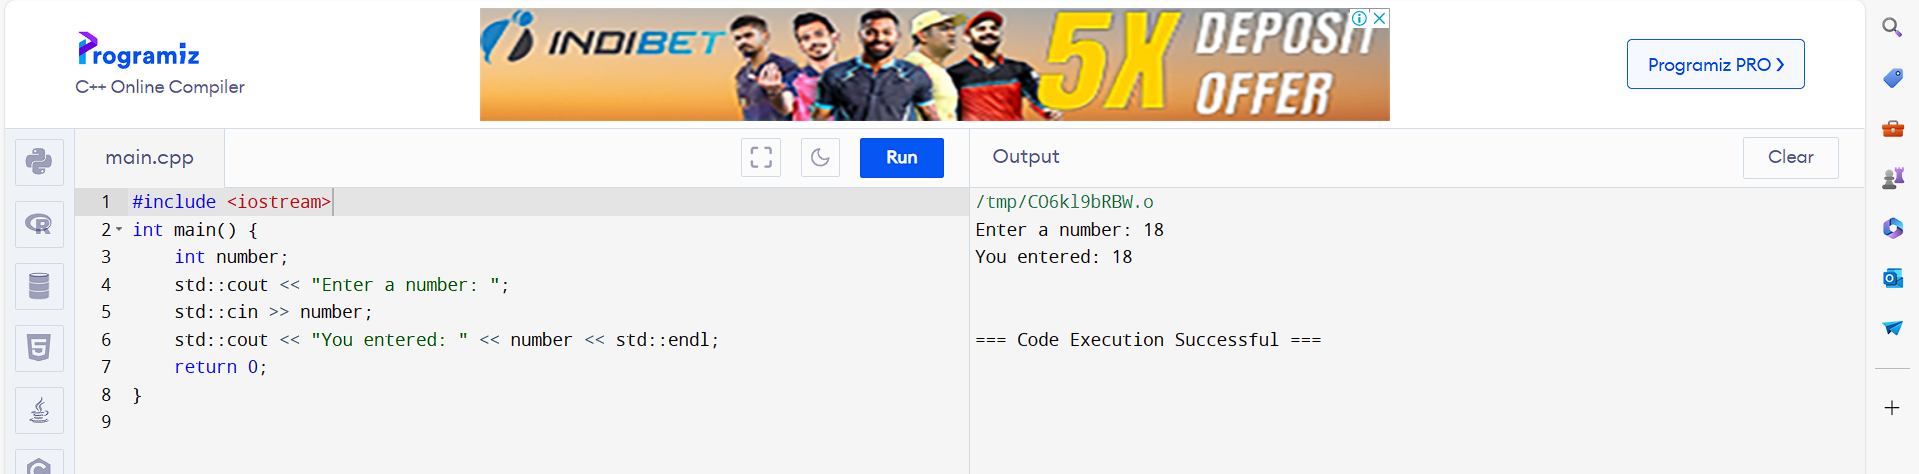 Programiz
C++ Online Compiler
INDIBET
5X
DEPOSIT
OFFER
Programiz PRO >
main.cpp
Run
Output
Clear
1 #include <iostream>
2 int main() {
3     int number;
4     std::cout << "Enter a number: ";
5     std::cin >> number;
6     std::cout << "You entered: " << number << std::endl;
7     return 0;
8 }
9
/tmp/CO6kl9bRBW.o
Enter a number: 18
You entered: 18
=== Code Execution Successful ===